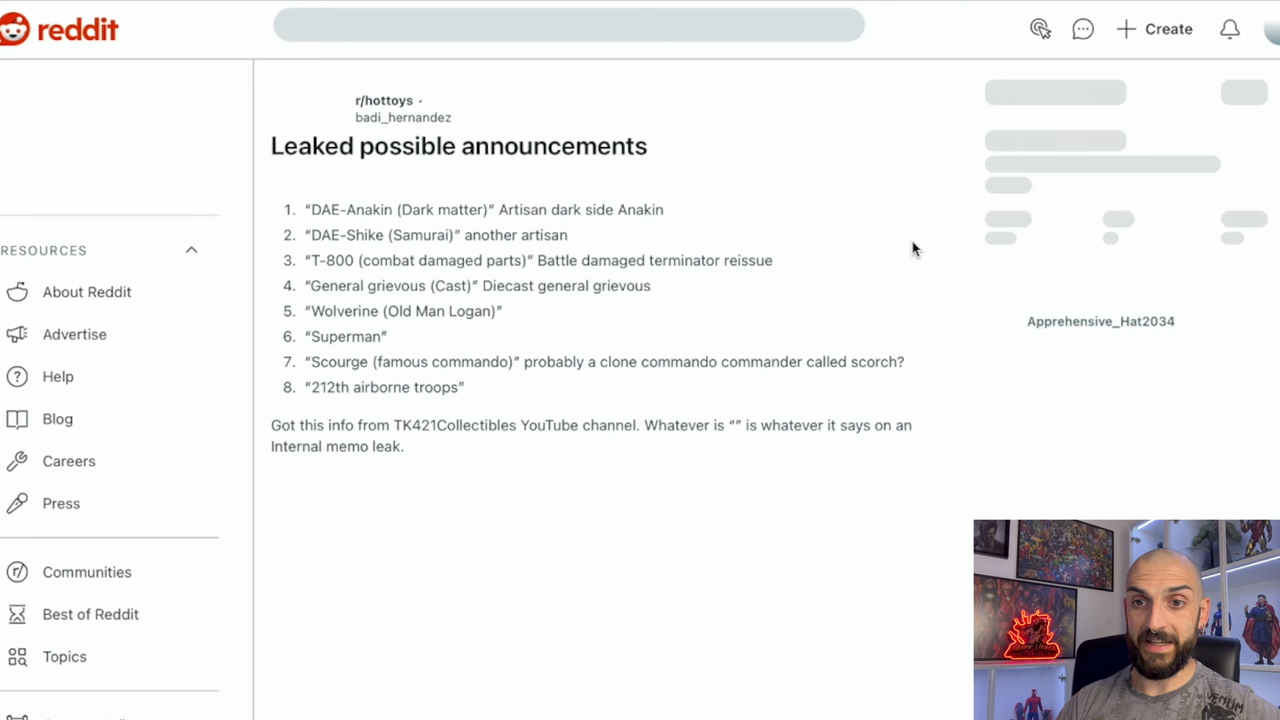 reddit
Create
r/hottoys ·
badi_hernandez
Leaked possible announcements
1. “DAE-Anakin (Dark matter)” Artisan dark side Anakin
2. “DAE-Shike (Samurai)” another artisan
3. “T-800 (combat damaged parts)” Battle damaged terminator reissue
4. “General grievous (Cast)” Diecast general grievous
5. “Wolverine (Old Man Logan)”
6. “Superman”
7. “Scourge (famous commando)” probably a clone commando commander called scorch?
8. “212th airborne troops”
Got this info from TK421Collectibles YouTube channel. Whatever is “” is whatever it says on an
Internal memo leak.
RESOURCES
About Reddit
Advertise
Help
Blog
Careers
Press
Communities
Best of Reddit
Topics
Apprehensive_Hat2034
VENUM